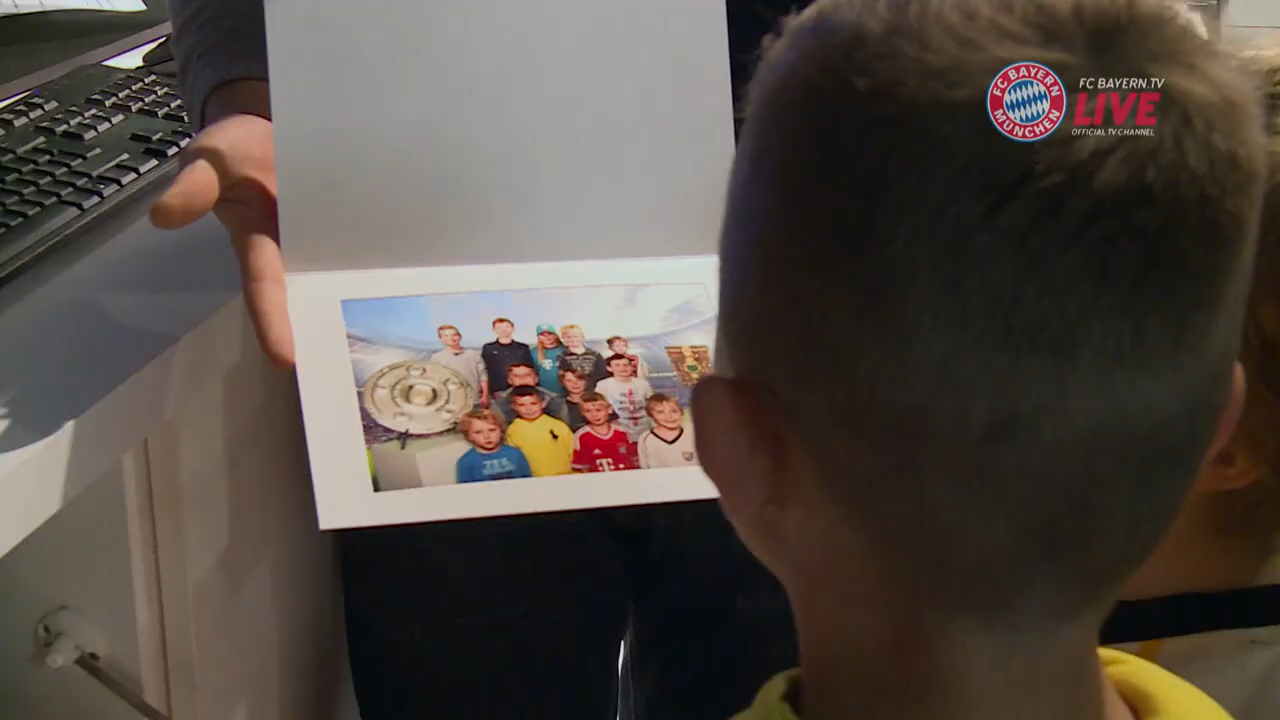 FC BAYERN
MÜNCHEN
FC BAYERN.TV
LIVE
OFFICIAL TV CHANNEL